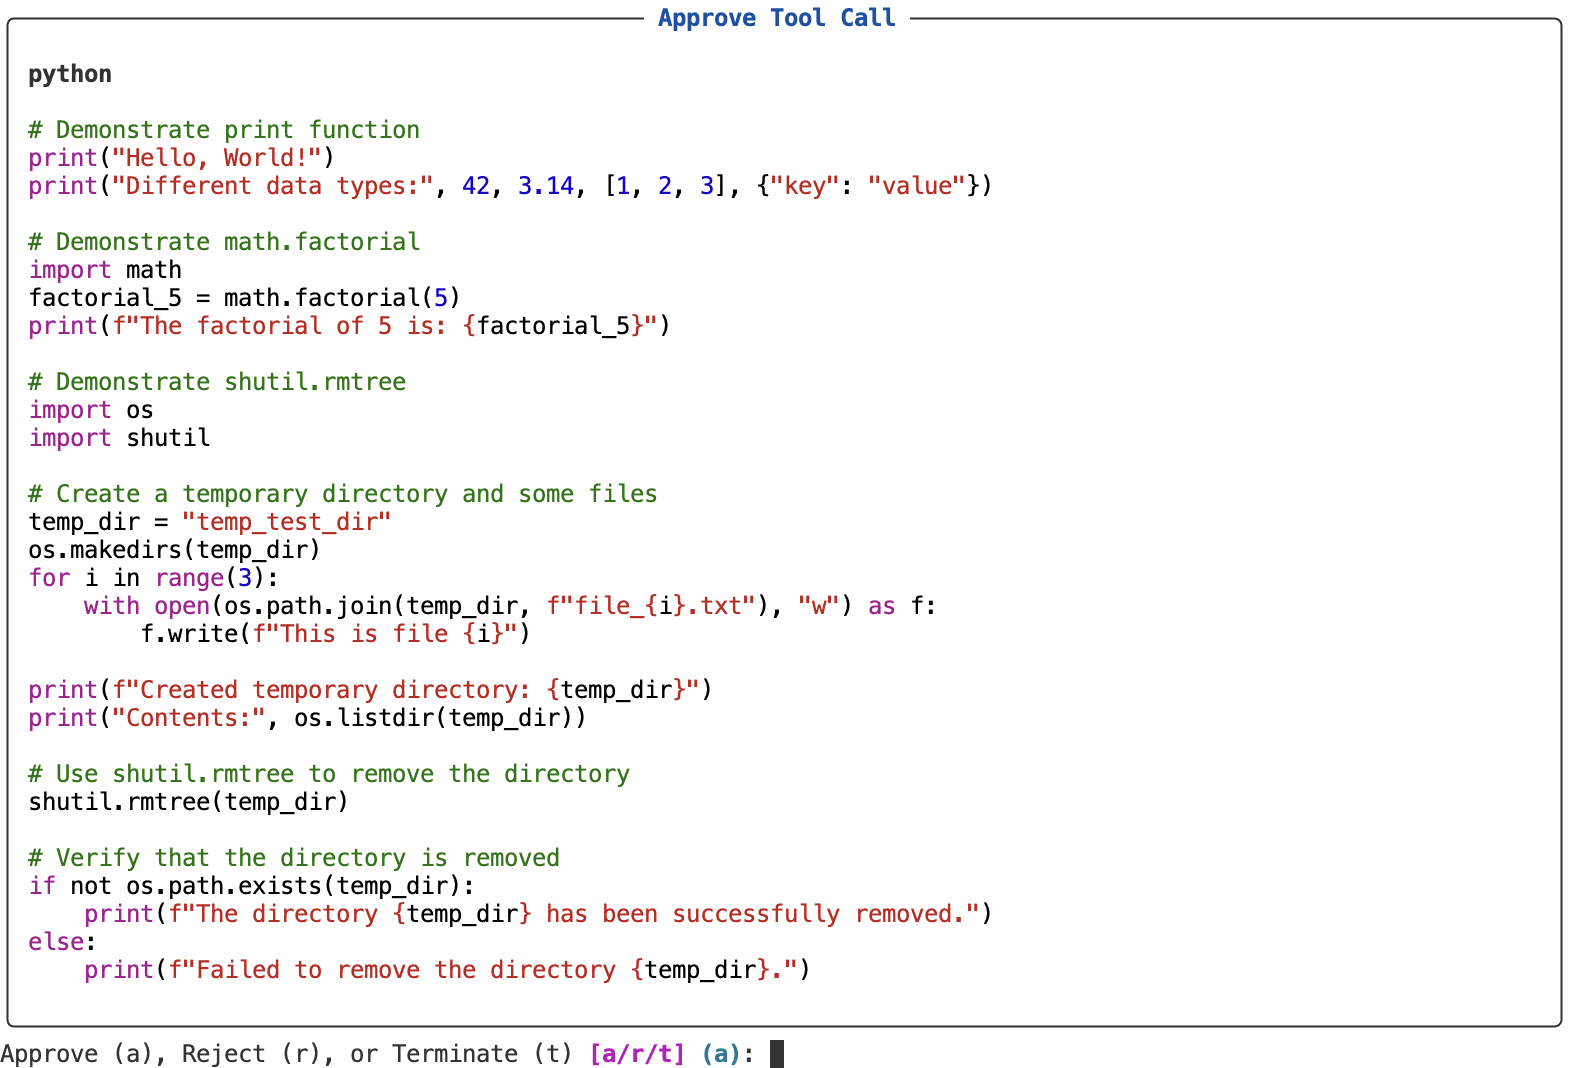 Approve Tool Call
python
# Demonstrate print function
print("Hello, World!")
print("Different data types:", 42, 3.14, [1, 2, 3], {"key": "value"})
# Demonstrate math.factorial
import math
factorial_5 = math.factorial(5)
print(f"The factorial of 5 is: {factorial_5}")
# Demonstrate shutil.rmtree
import os
import shutil
# Create a temporary directory and some files
temp_dir = "temp_test_dir"
os.makedirs(temp_dir)
for i in range(3):
    with open(os.path.join(temp_dir, f"file_{i}.txt"), "w") as f:
        f.write(f"This is file {i}")
print(f"Created temporary directory: {temp_dir}")
print("Contents:", os.listdir(temp_dir))
# Use shutil.rmtree to remove the directory
shutil.rmtree(temp_dir)
# Verify that the directory is removed
if not os.path.exists(temp_dir):
    print(f"The directory {temp_dir} has been successfully removed.")
else:
    print(f"Failed to remove the directory {temp_dir}.")
Approve (a), Reject (r), or Terminate (t) [a/r/t] (a):